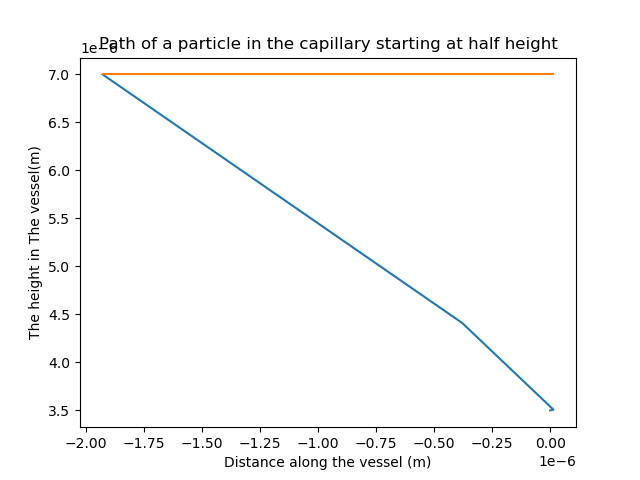 Path of a particle in the capillary starting at half height
1e−6
7.0
6.5
6.0
5.5
5.0
4.5
4.0
3.5
The height in The vessel(m)
−2.00 −1.75 −1.50 −1.25 −1.00 −0.75 −0.50 −0.25 0.00
Distance along the vessel (m)
1e−6